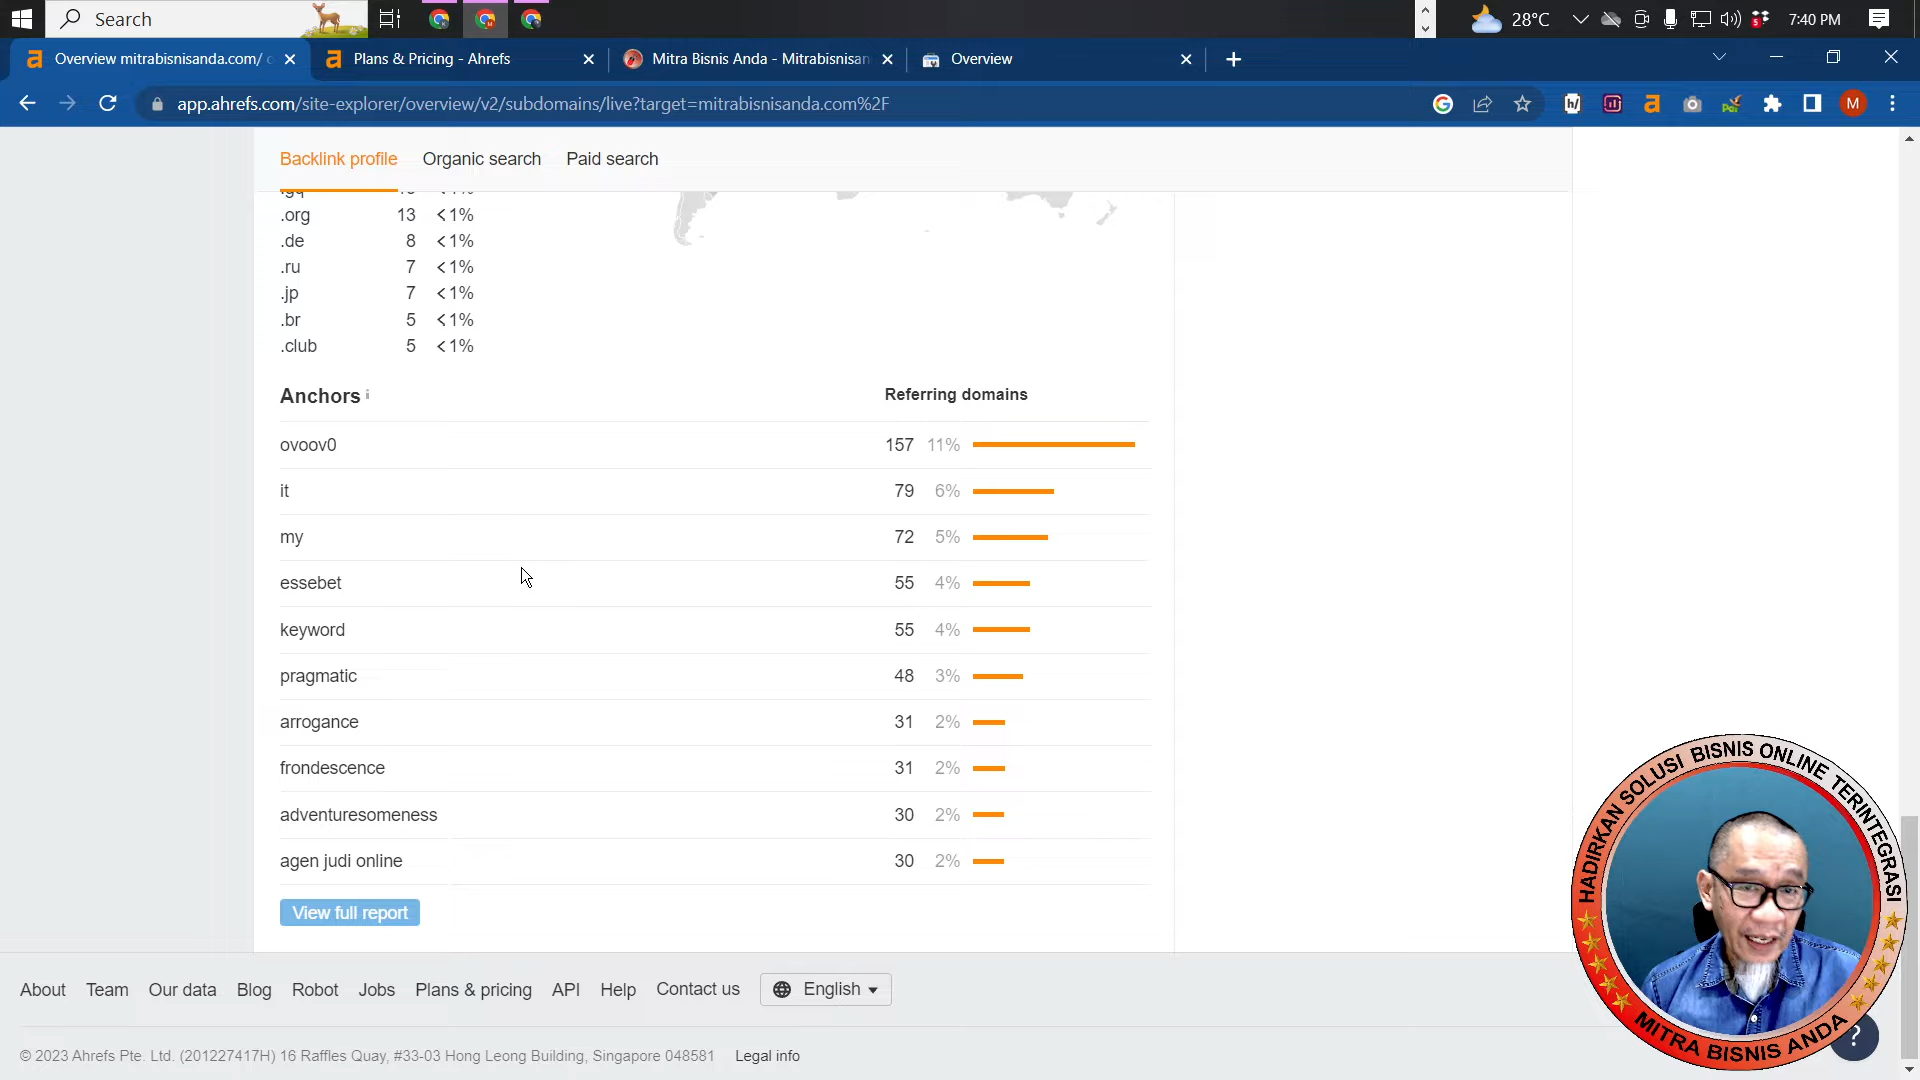 Search
28°C
7:40 PM
Overview mitrabisnisanda.com/
Plans & Pricing - Ahrefs
Mitra Bisnis Anda - Mitrabisnisan
Overview
app.ahrefs.com/site-explorer/overview/v2/subdomains/live?target=mitrabisnisanda.com%2F
M
Backlink profile
Organic search
Paid search
.org 13 <1%
.de 8 <1%
.ru 7 <1%
.jp 7 <1%
.br 5 <1%
.club 5 <1%
Anchors i
Referring domains
ovoov0 157 11%
it 79 6%
my 72 5%
essebet 55 4%
keyword 55 4%
pragmatic 48 3%
arrogance 31 2%
frondescence 31 2%
adventuresomeness 30 2%
agen judi online 30 2%
View full report
HADIRKAN SOLUSI BISNIS ONLINE TERINTEGRASI
MITRA BISNIS ANDA
?
About Team Our data Blog Robot Jobs Plans & pricing API Help Contact us English
© 2023 Ahrefs Pte. Ltd. (201227417H) 16 Raffles Quay, #33-03 Hong Leong Building, Singapore 048581 Legal info